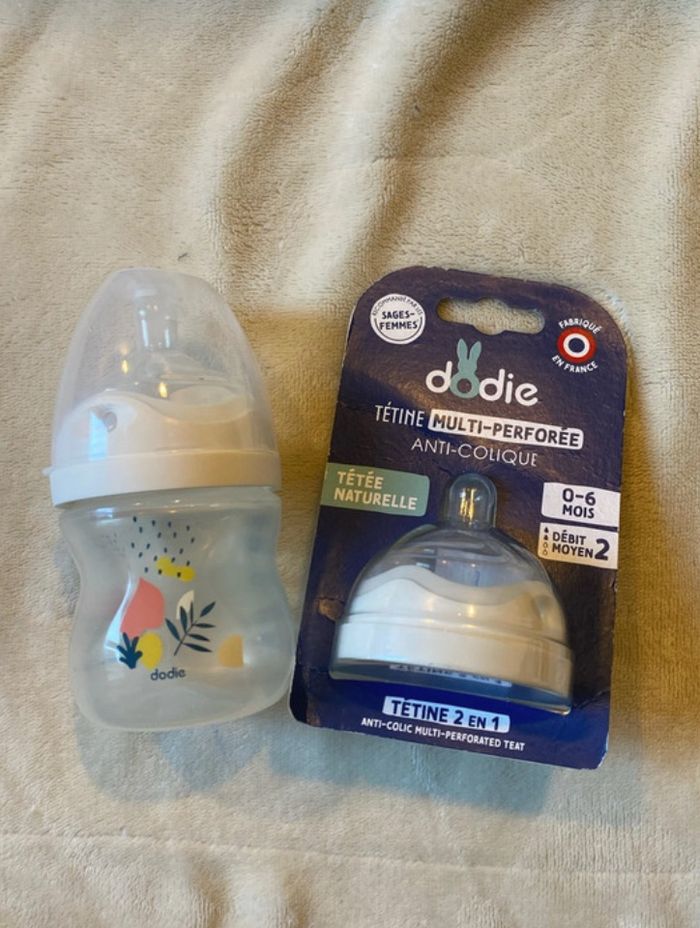 RECOMMANDÉ PAR LES
SAGES-
FEMMES
FABRIQUÉ
EN FRANCE
dodie
TÉTINE MULTI-PERFORÉE
ANTI-COLIQUE
TÉTÉE
NATURELLE
0-6
MOIS
DÉBIT
MOYEN 2
TÉTINE 2 EN 1
ANTI-COLIC MULTI-PERFORATED TEAT
dodie